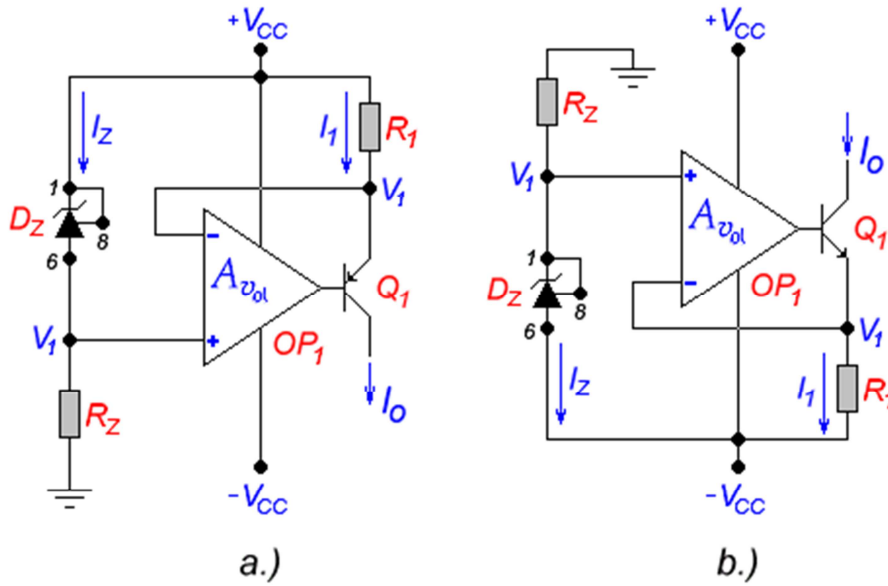 +VCC
IZ
I1
R1
1
V1
DZ
8
-
6
Avol
Q1
V1
+
OP1
RZ
IO
-VCC
a.)
+VCC
RZ
IO
V1
+
Avol
1
Q1
DZ
8
-
OP1
6
V1
IZ
I1
R1
-VCC
b.)